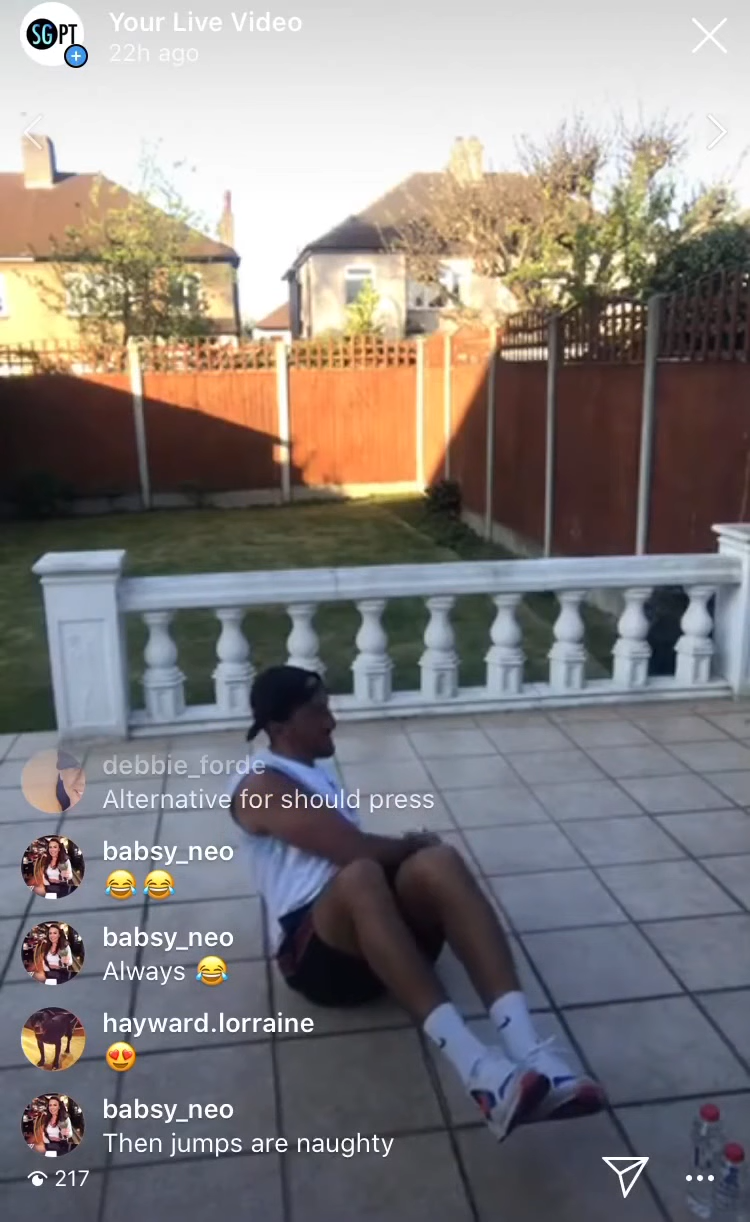 SGPT
Your Live Video
22h ago
debbie_forde
Alternative for should press
babsy_neo
😂😂
babsy_neo
Always 😂
hayward.lorraine
😍
babsy_neo
Then jumps are naughty
217